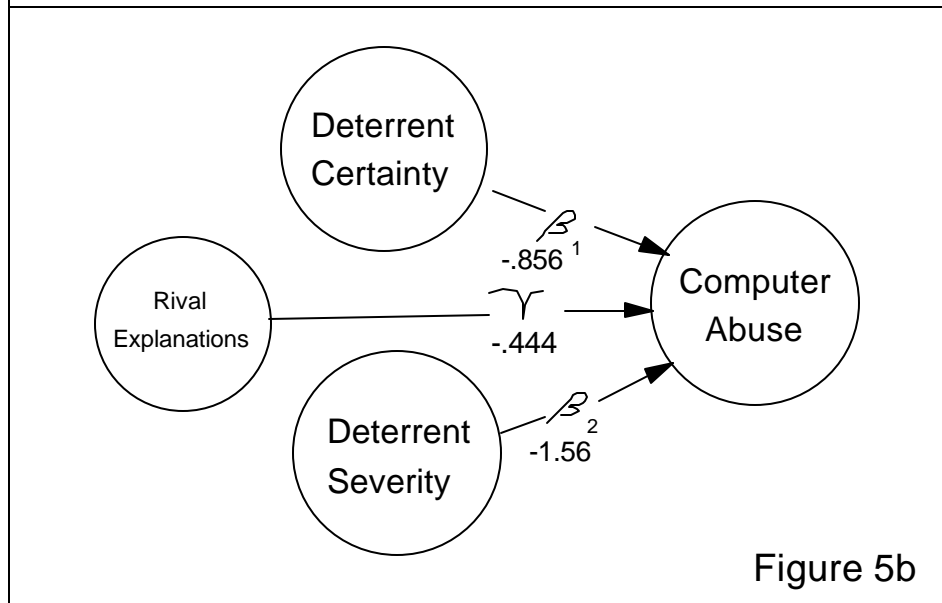 Deterrent
Certainty
β 1
-.856
Rival
Explanations
γ
-.444
Computer
Abuse
Deterrent
Severity
β 2
-1.56
Figure 5b